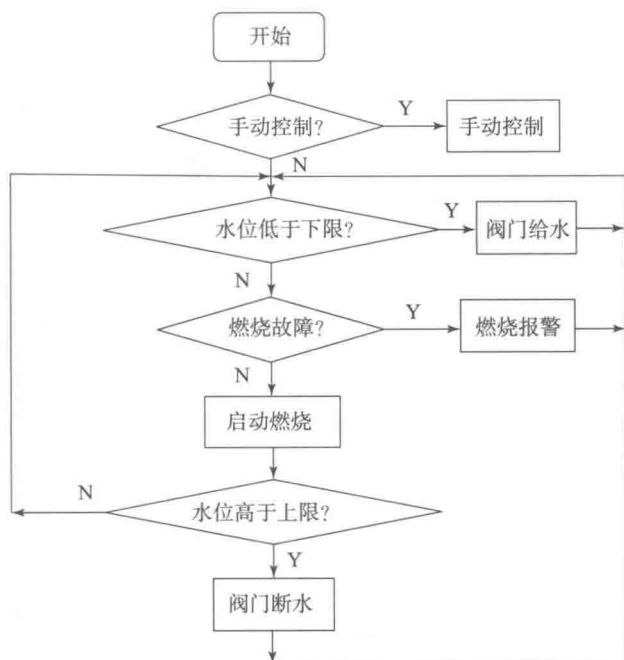 开始
手动控制?
Y
手动控制
N
水位低于下限?
Y
阀门给水
N
燃烧故障?
Y
燃烧报警
N
启动燃烧
水位高于上限?
N
Y
阀门断水